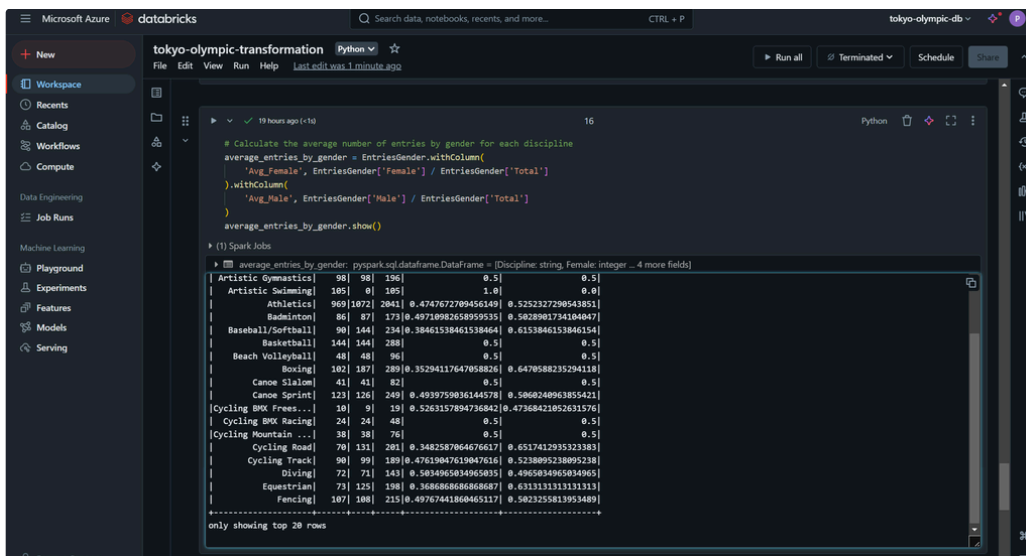 Microsoft Azure databricks Search data, notebooks, recents, and more... CTRL + P tokyo-olympic-db P
New
Workspace
Recents
Catalog
Workflows
Compute
Data Engineering
Job Runs
Machine Learning
Playground
Experiments
Features
Models
Serving
tokyo-olympic-transformation Python
File Edit View Run Help Last edit was 1 minute ago
Run all Terminated Schedule Share
19 hours ago (<1s) 16 Python
# Calculate the average number of entries by gender for each discipline
average_entries_by_gender = EntriesGender.withColumn(
'Avg_Female', EntriesGender['Female'] / EntriesGender['Total']
).withColumn(
'Avg_Male', EntriesGender['Male'] / EntriesGender['Total']
)
average_entries_by_gender.show()
(1) Spark Jobs
average_entries_by_gender: pyspark.sql.dataframe.DataFrame = [Discipline: string, Female: integer ... 4 more fields]
| Artistic Gymnastics| 98| 98| 196| 0.5| 0.5|
| Artistic Swimming| 105| 0| 105| 1.0| 0.0|
| Athletics| 969|1072| 2041| 0.4747672709456149| 0.5252327290543851|
| Badminton| 86| 87| 173|0.49710982658959535| 0.5028901734104047|
| Baseball/Softball| 90| 144| 234|0.38461538461538464| 0.6153846153846154|
| Basketball| 144| 144| 288| 0.5| 0.5|
| Beach Volleyball| 48| 48| 96| 0.5| 0.5|
| Boxing| 102| 187| 289|0.35294117647058826| 0.6470588235294118|
| Canoe Slalom| 41| 41| 82| 0.5| 0.5|
| Canoe Sprint| 123| 126| 249| 0.4939759036144578| 0.5060240963855421|
|Cycling BMX Frees...| 10| 9| 19| 0.5263157894736842|0.47368421052631576|
| Cycling BMX Racing| 24| 24| 48| 0.5| 0.5|
|Cycling Mountain ...| 38| 38| 76| 0.5| 0.5|
| Cycling Road| 70| 131| 201| 0.3482587064676617| 0.6517412935323383|
| Cycling Track| 90| 99| 189|0.47619047619047616| 0.5238095238095238|
| Diving| 72| 71| 143| 0.5034965034965035| 0.4965034965034965|
| Equestrian| 73| 125| 198| 0.3686868686868687| 0.6313131313131313|
| Fencing| 107| 108| 215|0.49767441860465117| 0.5023255813953489|
+--------------------+------+----+-----+-------------------+-------------------+
only showing top 20 rows